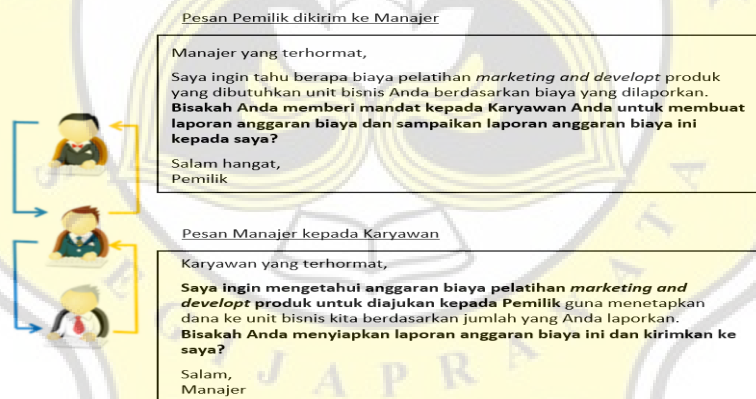 Pesan Pemilik dikirim ke Manajer
Manajer yang terhormat,
Saya ingin tahu berapa biaya pelatihan marketing and developt produk
yang dibutuhkan unit bisnis Anda berdasarkan biaya yang dilaporkan.
Bisakah Anda memberi mandat kepada Karyawan Anda untuk membuat
laporan anggaran biaya dan sampaikan laporan anggaran biaya ini
kepada saya?
Salam hangat,
Pemilik
Pesan Manajer kepada Karyawan
Karyawan yang terhormat,
Saya ingin mengetahui anggaran biaya pelatihan marketing and
developt produk untuk diajukan kepada Pemilik guna menetapkan
dana ke unit bisnis kita berdasarkan jumlah yang Anda laporkan.
Bisakah Anda menyiapkan laporan anggaran biaya ini dan kirimkan ke
saya?
Salam,
Manajer